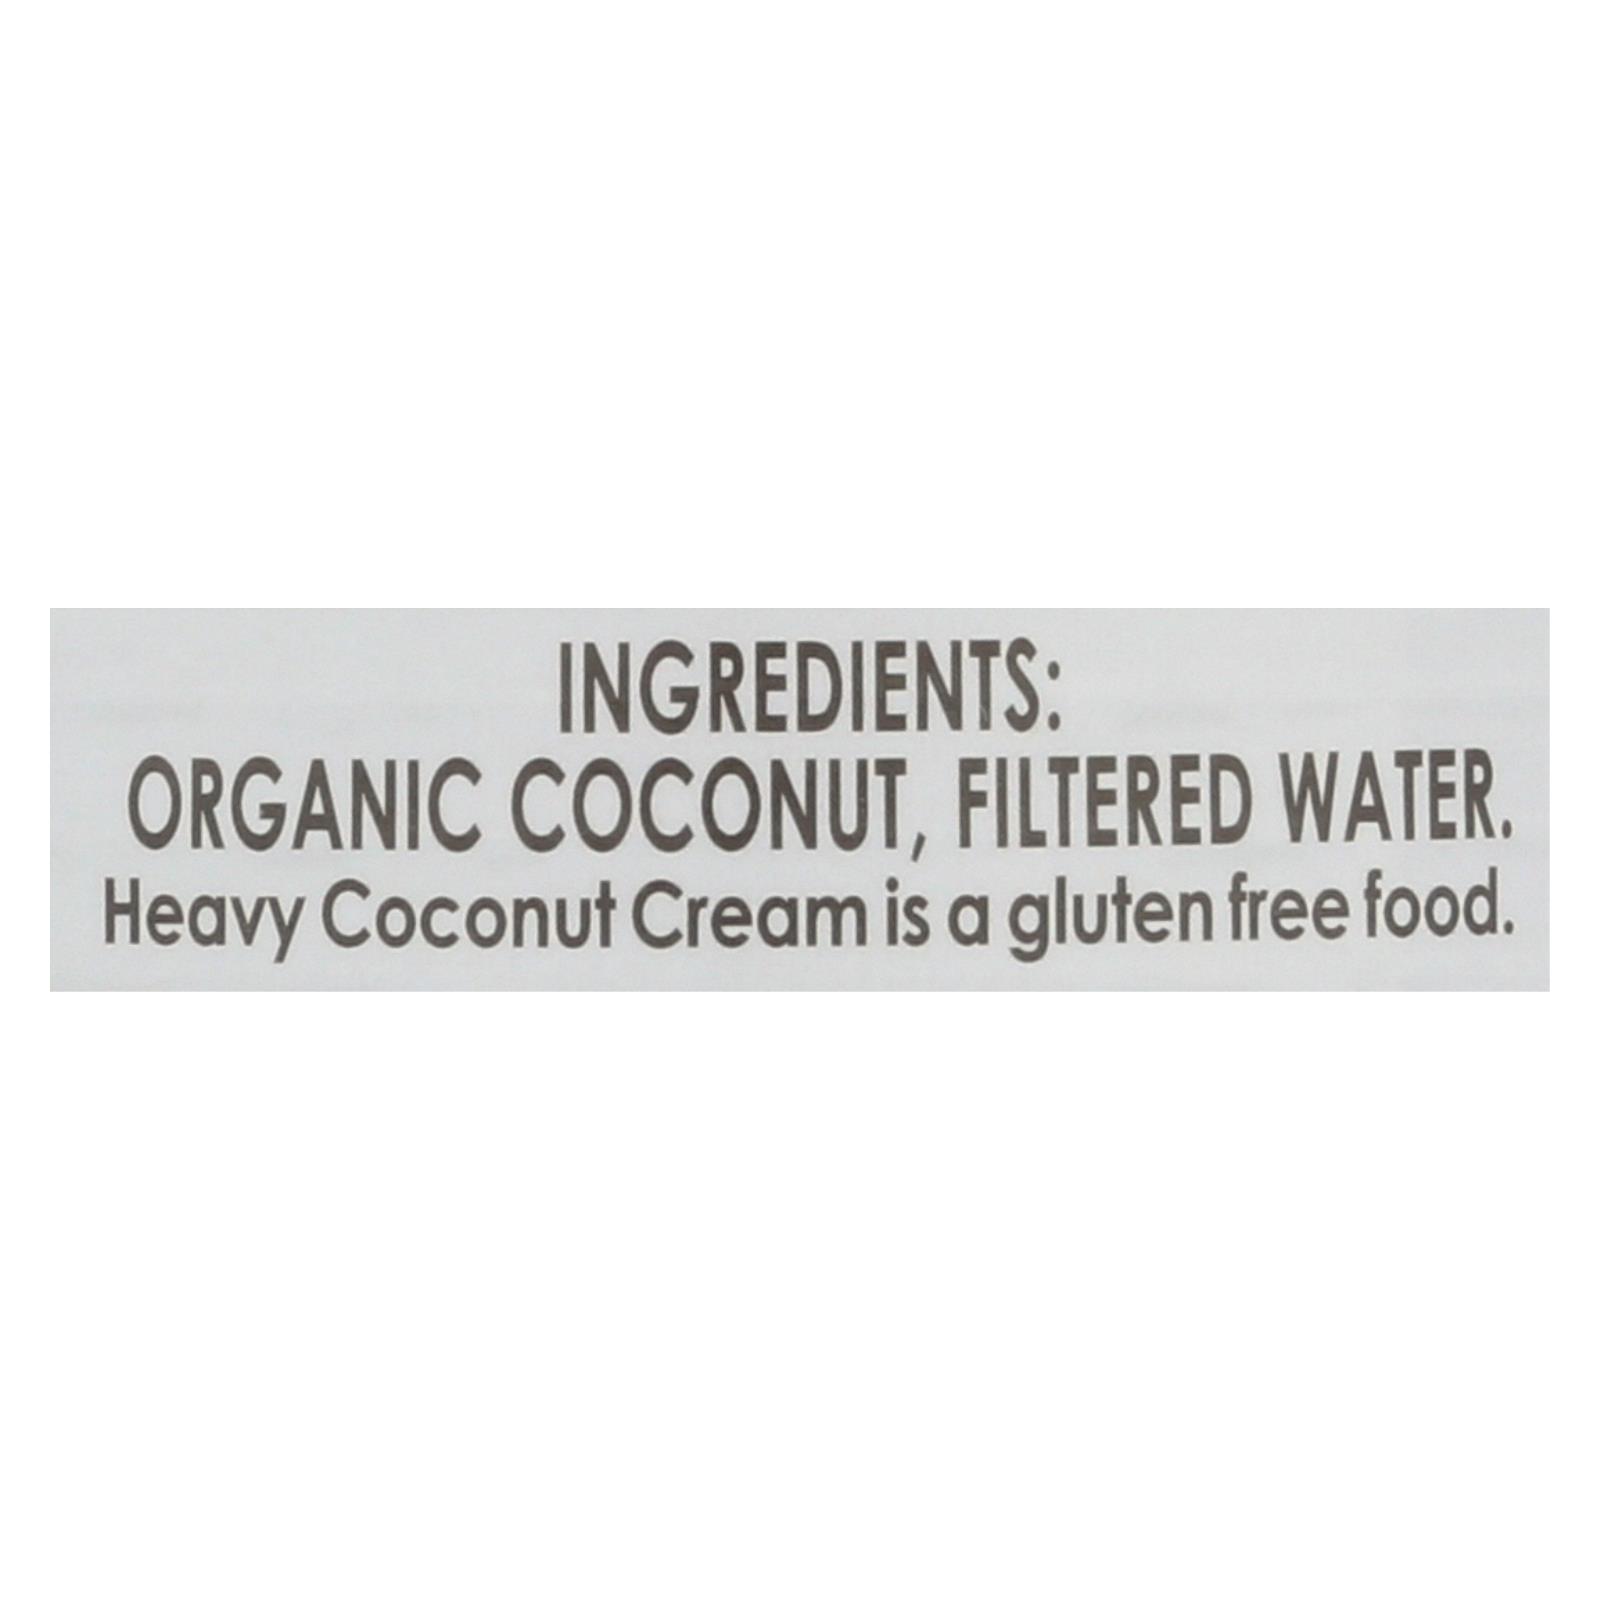 INGREDIENTS:
ORGANIC COCONUT, FILTERED WATER.
Heavy Coconut Cream is a gluten free food.